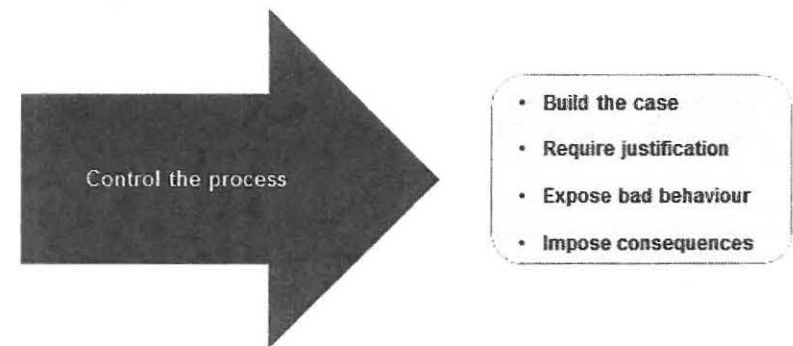 Control the process
• Build the case
• Require justification
• Expose bad behaviour
• Impose consequences